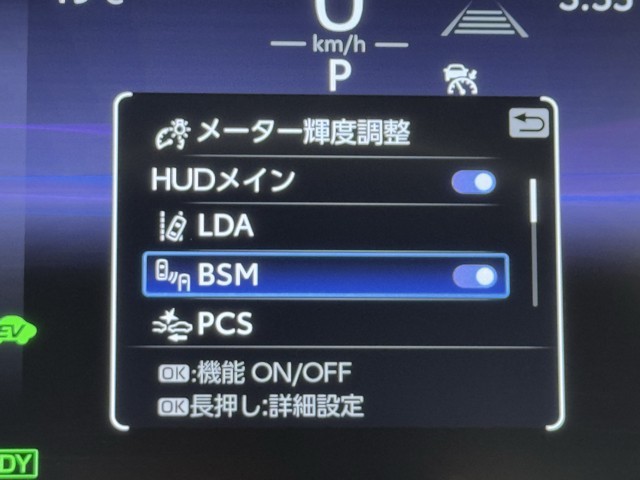 0
km/h
P
メーター輝度調整
HUDメイン
LDA
BSM
PCS
EV
OK:機能 ON/OFF
OK長押し:詳細設定
DY